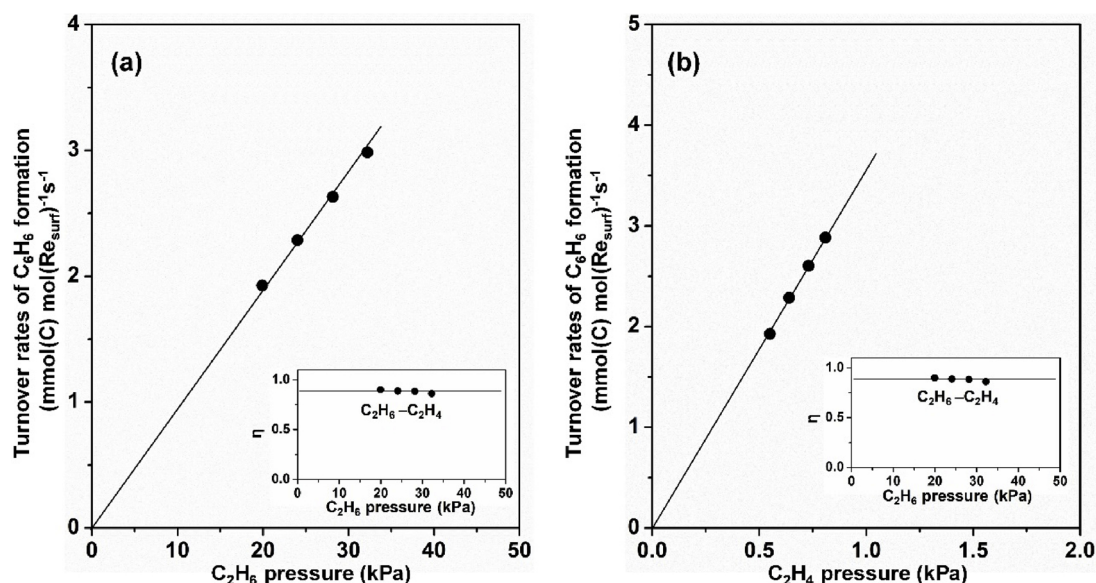 (a)
Turnover rates of C₆H₆ formation
(mmol(C) mol(Re_surf)⁻¹s⁻¹
4
3
2
1
0
0 10 20 30 40 50
C₂H₆ pressure (kPa)
1.0
0.5
0.0
η
C₂H₆ –C₂H₄
0 10 20 30 40 50
C₂H₆ pressure (kPa)
(b)
Turnover rates of C₆H₆ formation
(mmol(C) mol(Re_surf)⁻¹s⁻¹
5
4
3
2
1
0
0.0 0.5 1.0 1.5 2.0
C₂H₄ pressure (kPa)
1.0
0.5
0.0
η
C₂H₆ –C₂H₄
0 10 20 30 40 50
C₂H₆ pressure (kPa)